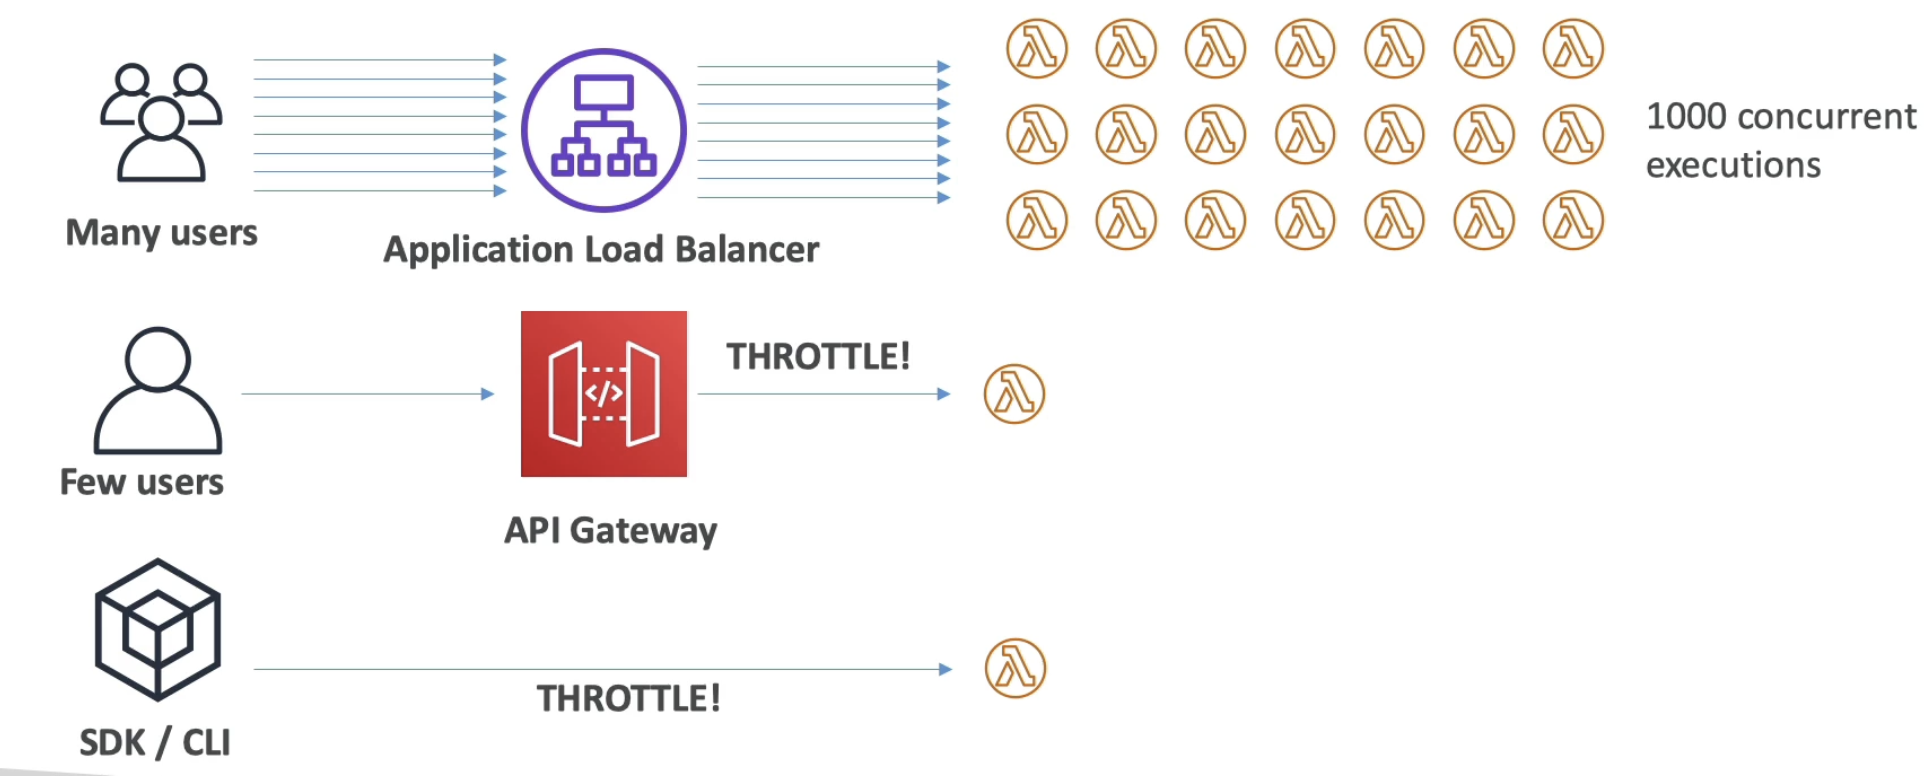 1000 concurrent
executions
Many users
Application Load Balancer
THROTTLE!
</>
Few users
API Gateway
THROTTLE!
SDK / CLI